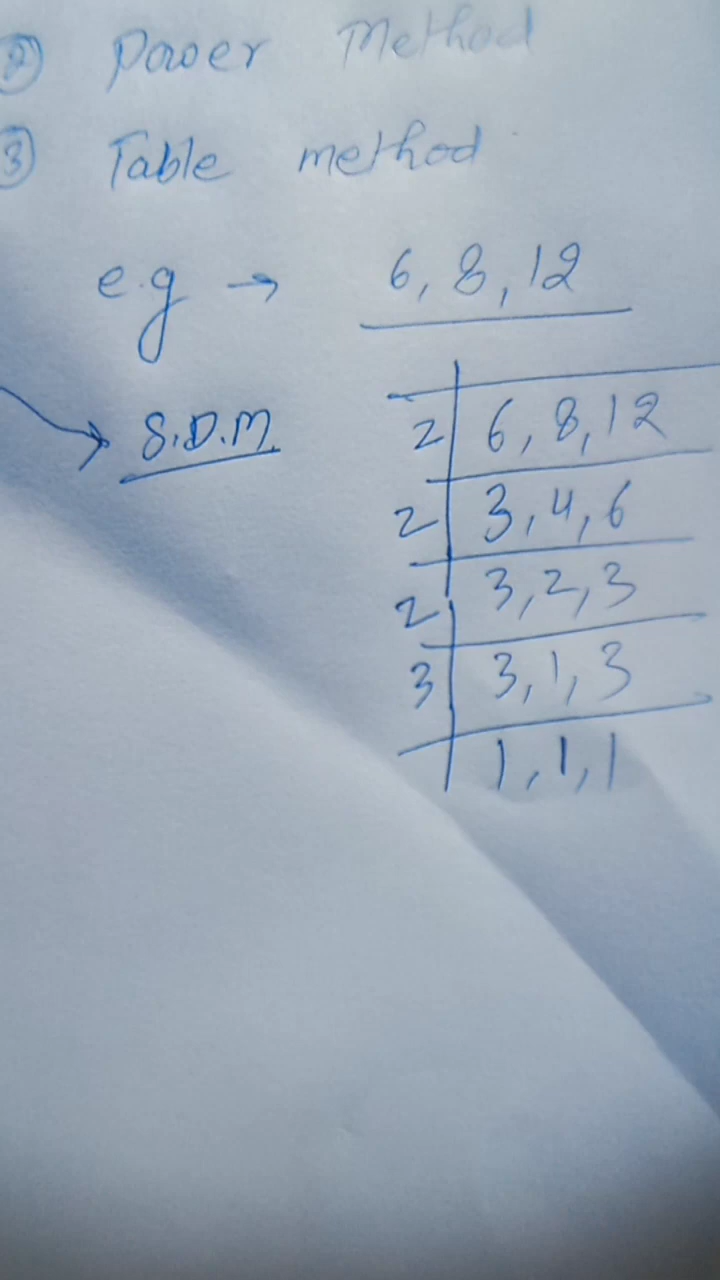 ② Power Method
③ Table method
e.g → 6, 8, 12
→ S.D.M
2 | 6, 8, 12
2 | 3, 4, 6
2 | 3, 2, 3
3 | 3, 1, 3
| 1, 1, 1